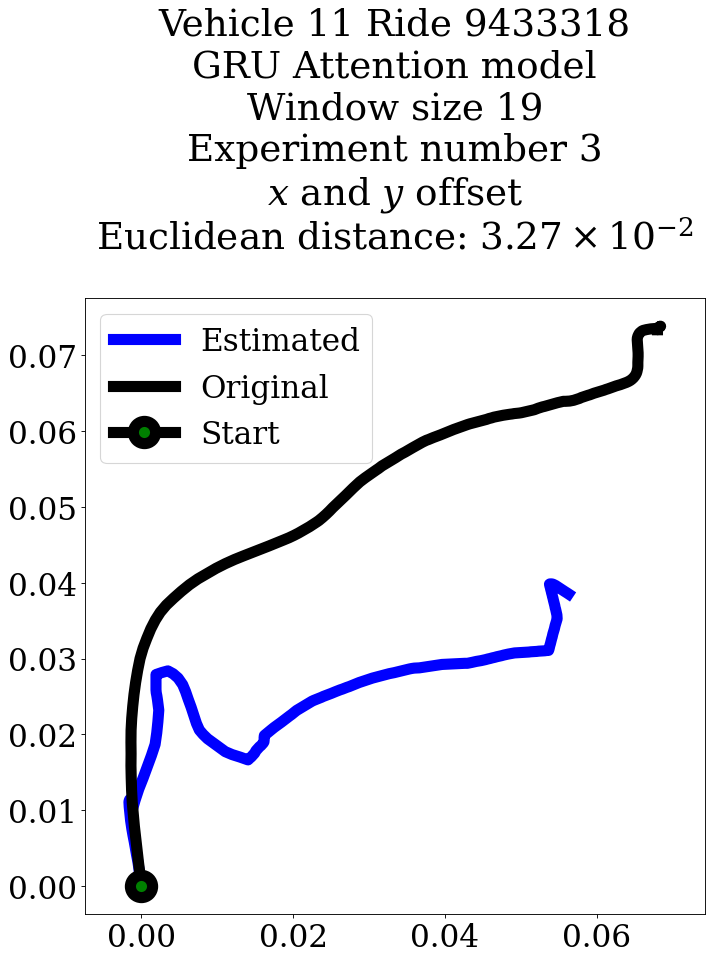 Vehicle 11 Ride 9433318
GRU Attention model
Window size 19
Experiment number 3
x and y offset
Euclidean distance: 3.27 × 10⁻²
Estimated
Original
Start
0.07
0.06
0.05
0.04
0.03
0.02
0.01
0.00
0.00 0.02 0.04 0.06